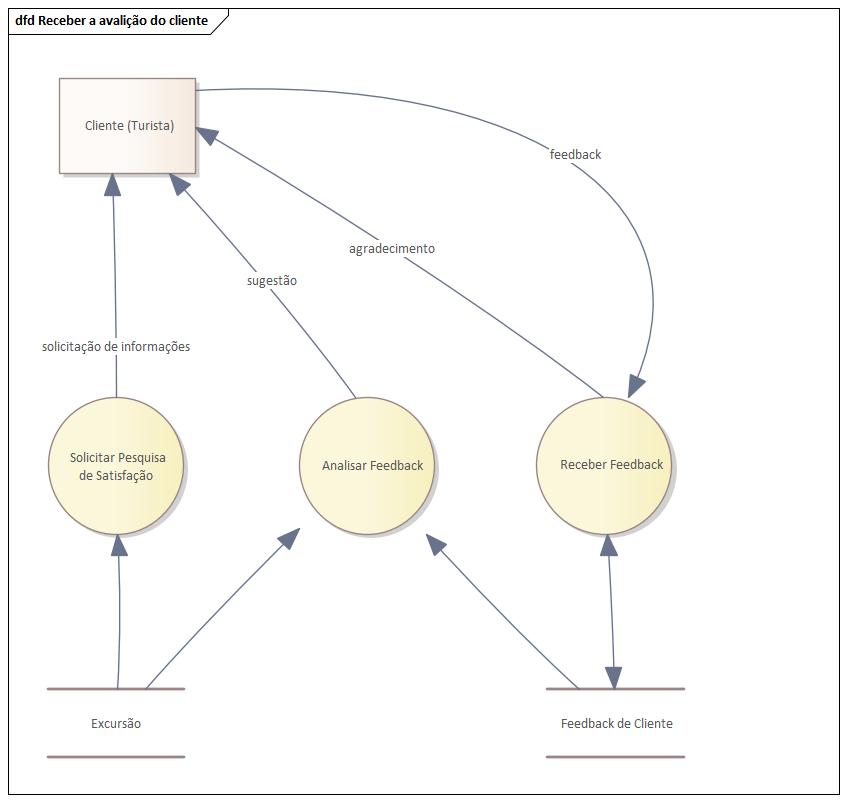 dfd Receber a avalição do cliente
Cliente (Turista)
feedback
agradecimento
sugestão
solicitação de informações
Solicitar Pesquisa
de Satisfação
Analisar Feedback
Receber Feedback
Excursão
Feedback de Cliente